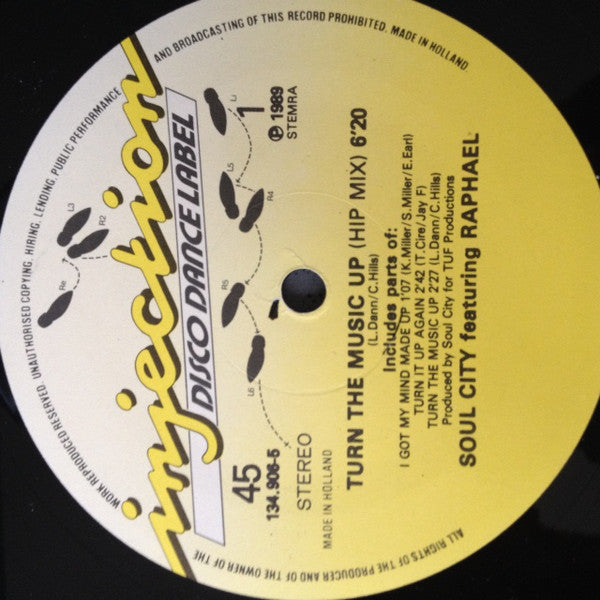 ALL RIGHTS OF THE PRODUCER AND OF THE OWNER OF THE WORK REPRODUCED RESERVED. UNAUTHORISED COPYING, HIRING, LENDING, PUBLIC PERFORMANCE AND BROADCASTING OF THIS RECORD PROHIBITED. MADE IN HOLLAND.
injection
DISCO DANCE LABEL
L3
R2
Re
L5
R4
Li
R5
L6
45
134.906-5
STEREO
MADE IN HOLLAND
1
℗ 1989
STEMRA
TURN THE MUSIC UP (HIP MIX) 6'20
(L.Dann/C.Hills)
Includes parts of:
I GOT MY MIND MADE UP 1'07 (K.Miller/S.Miller/E.Earl)
TURN IT UP AGAIN 2'42 (T.Cire/Jay F)
TURN THE MUSIC UP 2'27 (L.Dann/C.Hills)
Produced by Soul City for TUF Productions
SOUL CITY featuring RAPHAEL